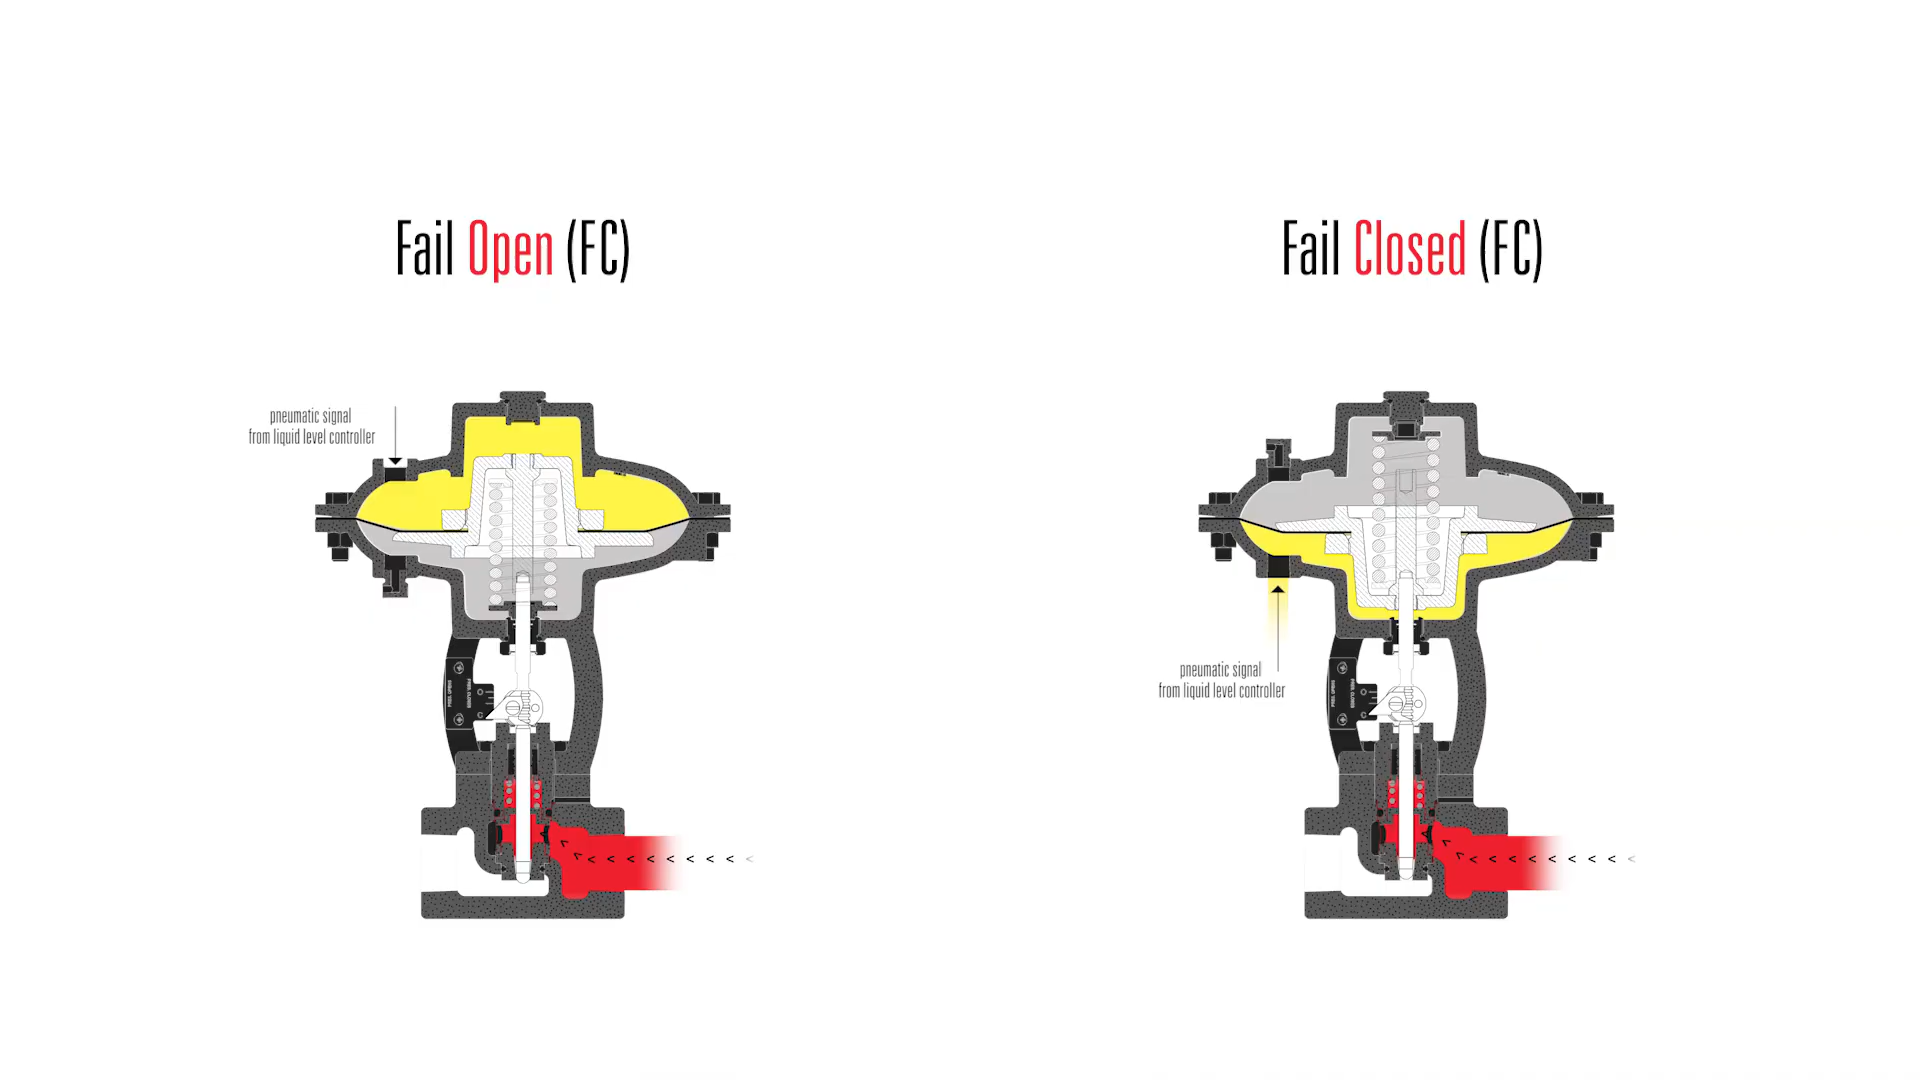 Fail Open (FC)
Fail Closed (FC)
pneumatic signal
from liquid level controller
pneumatic signal
from liquid level controller